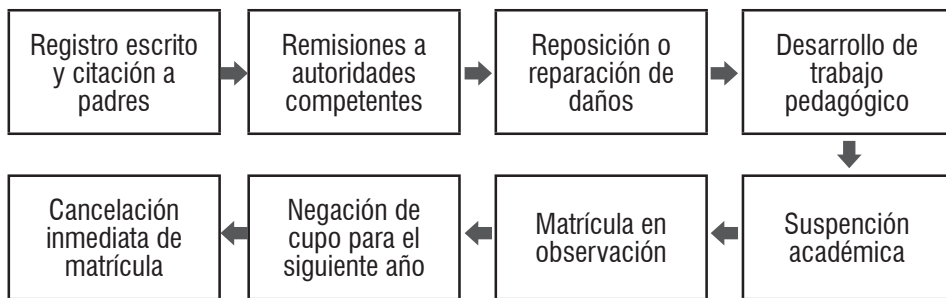 Registro escrito
y citación a
padres
Remisiones a
autoridades
competentes
Reposición o
reparación de
daños
Desarrollo de
trabajo
pedagógico
Suspención
académica
Matrícula en
observación
Negación de
cupo para el
siguiente año
Cancelación
inmediata de
matrícula